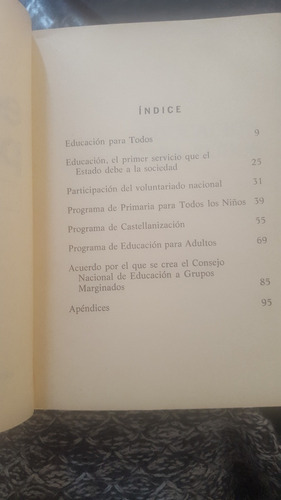 ÍNDICE
Educación para Todos 9
Educación, el primer servicio que el
Estado debe a la sociedad 25
Participación del voluntariado nacional 31
Programa de Primaria para Todos los Niños 39
Programa de Castellanización 55
Programa de Educación para Adultos 69
Acuerdo por el que se crea el Consejo
Nacional de Educación a Grupos
Marginados 85
Apéndices 95